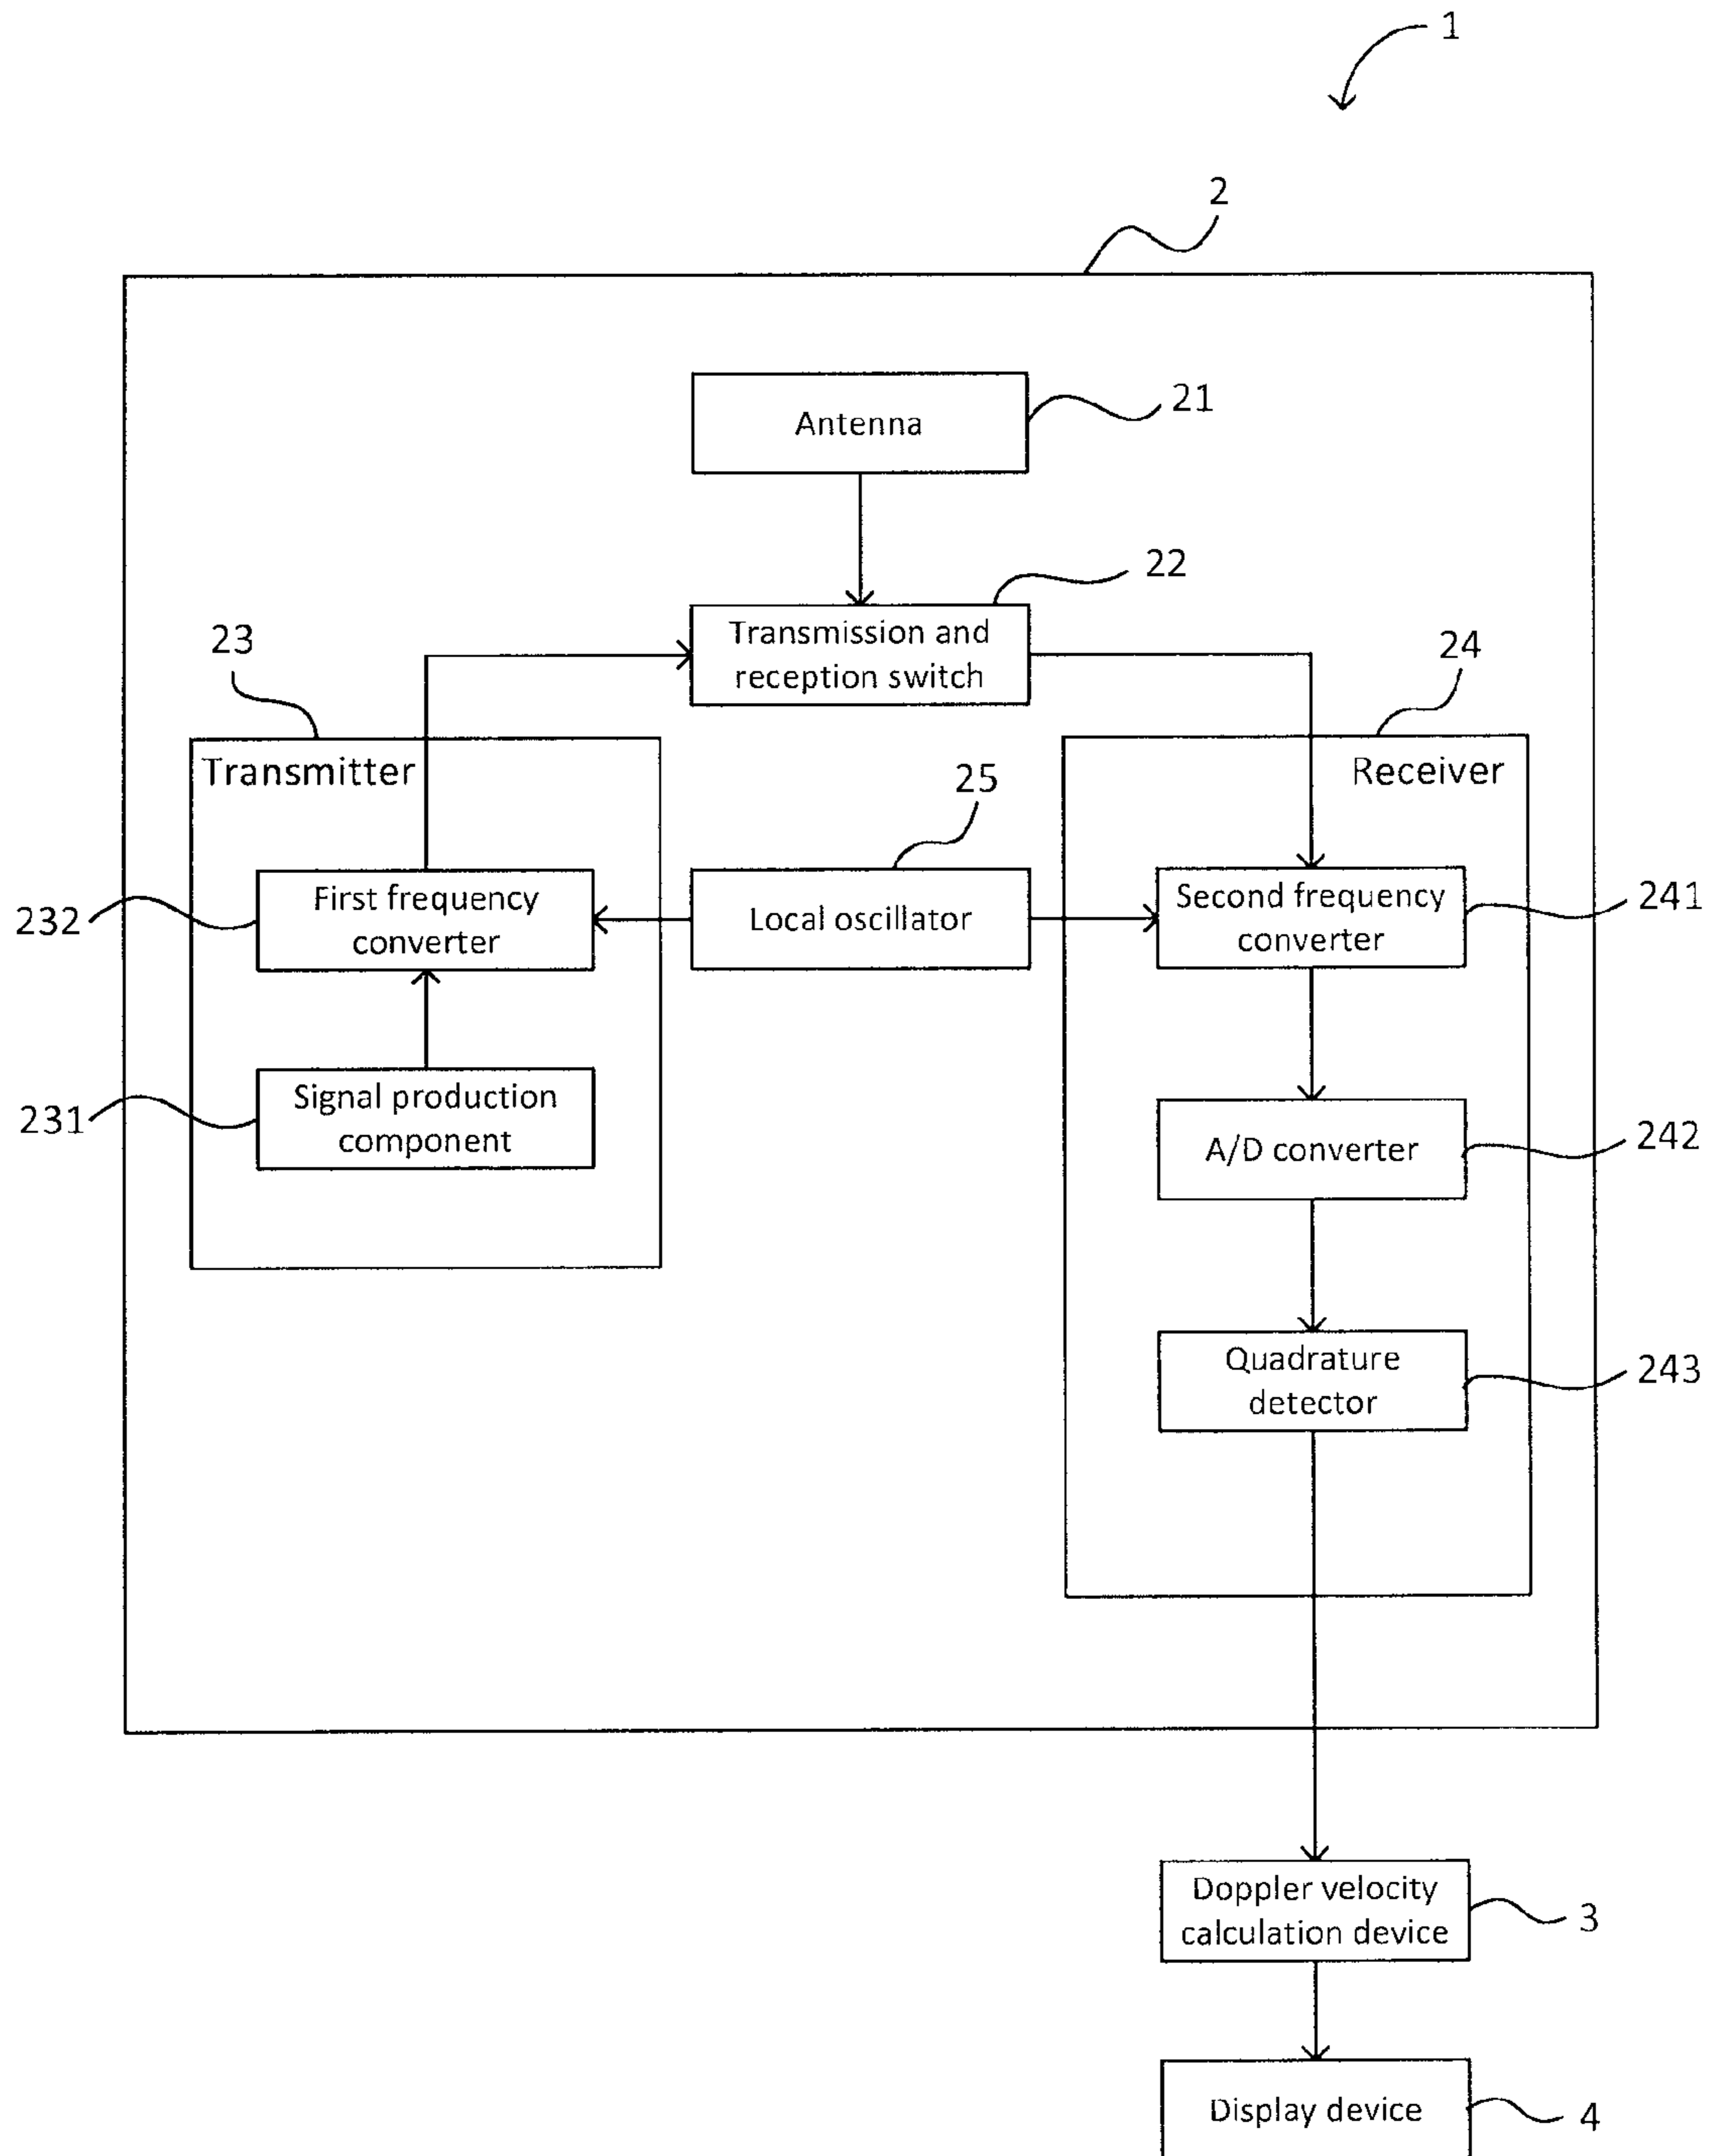 1
2
Antenna
21
22
Transmission and
reception switch
23
24
Transmitter
Receiver
25
First frequency
converter
232
Local oscillator
Second frequency
converter
241
Signal production
component
231
A/D converter
242
Quadrature
detector
243
Doppler velocity
calculation device
3
Display device
4